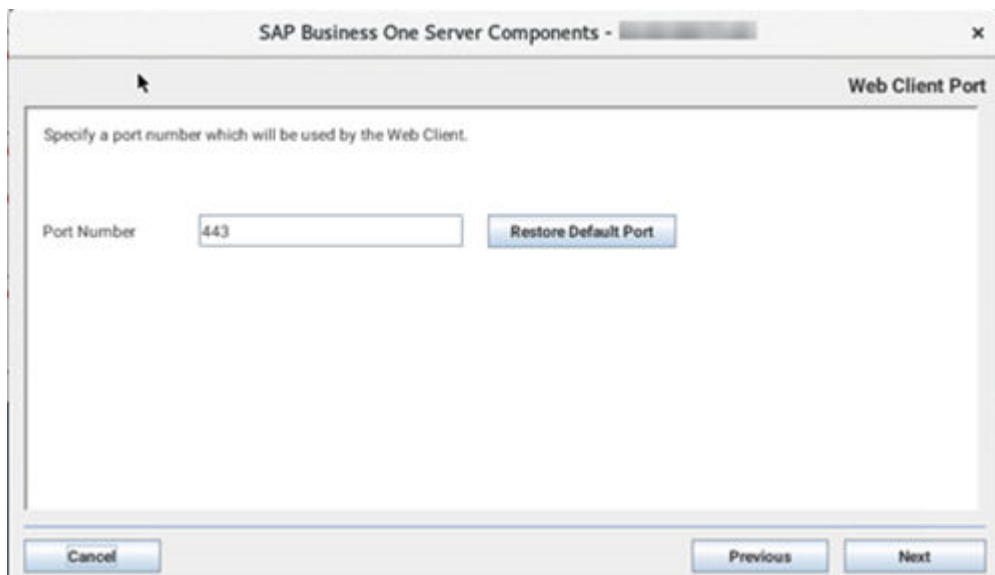 SAP Business One Server Components -
Web Client Port
Specify a port number which will be used by the Web Client.
Port Number 443 Restore Default Port
Cancel Previous Next